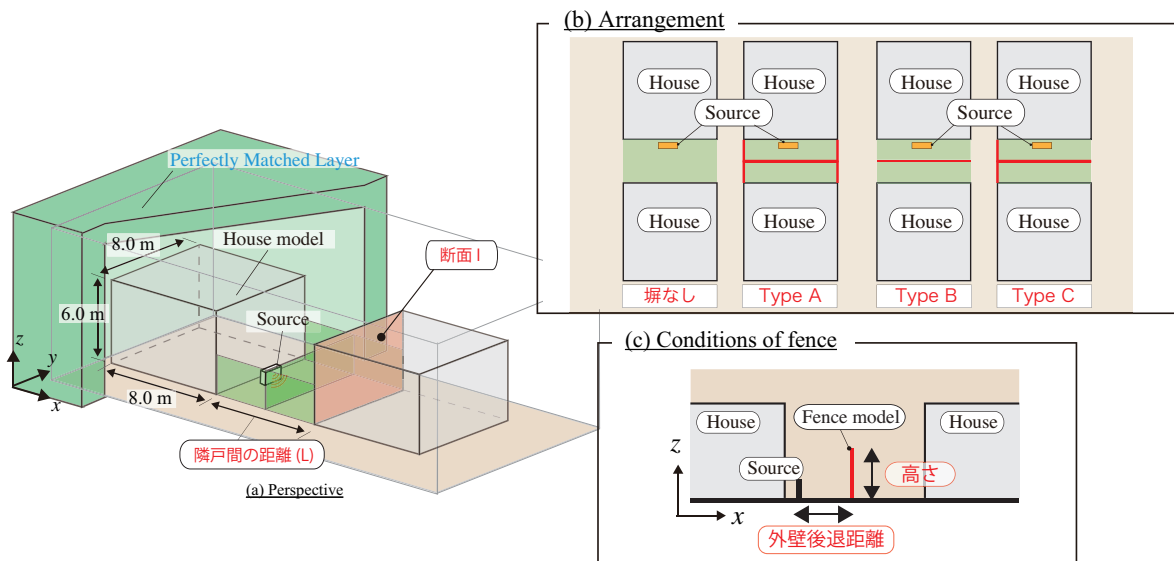 (b) Arrangement
House
House
House
House
Source
Source
House
House
House
House
塀なし
Type A
Type B
Type C
Perfectly Matched Layer
8.0 m
House model
断面 I
6.0 m
Source
z
y
x
8.0 m
隣戸間の距離 (L)
(a) Perspective
(c) Conditions of fence
House
Fence model
House
z
Source
高さ
x
外壁後退距離